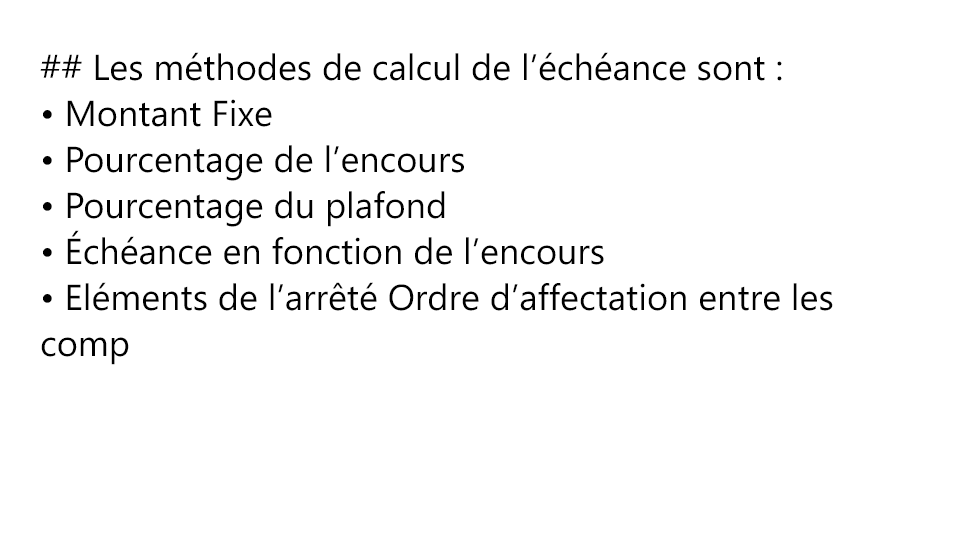 ## Les méthodes de calcul de l’échéance sont :
• Montant Fixe
• Pourcentage de l’encours
• Pourcentage du plafond
• Échéance en fonction de l’encours
• Eléments de l’arrêté Ordre d’affectation entre les
comp